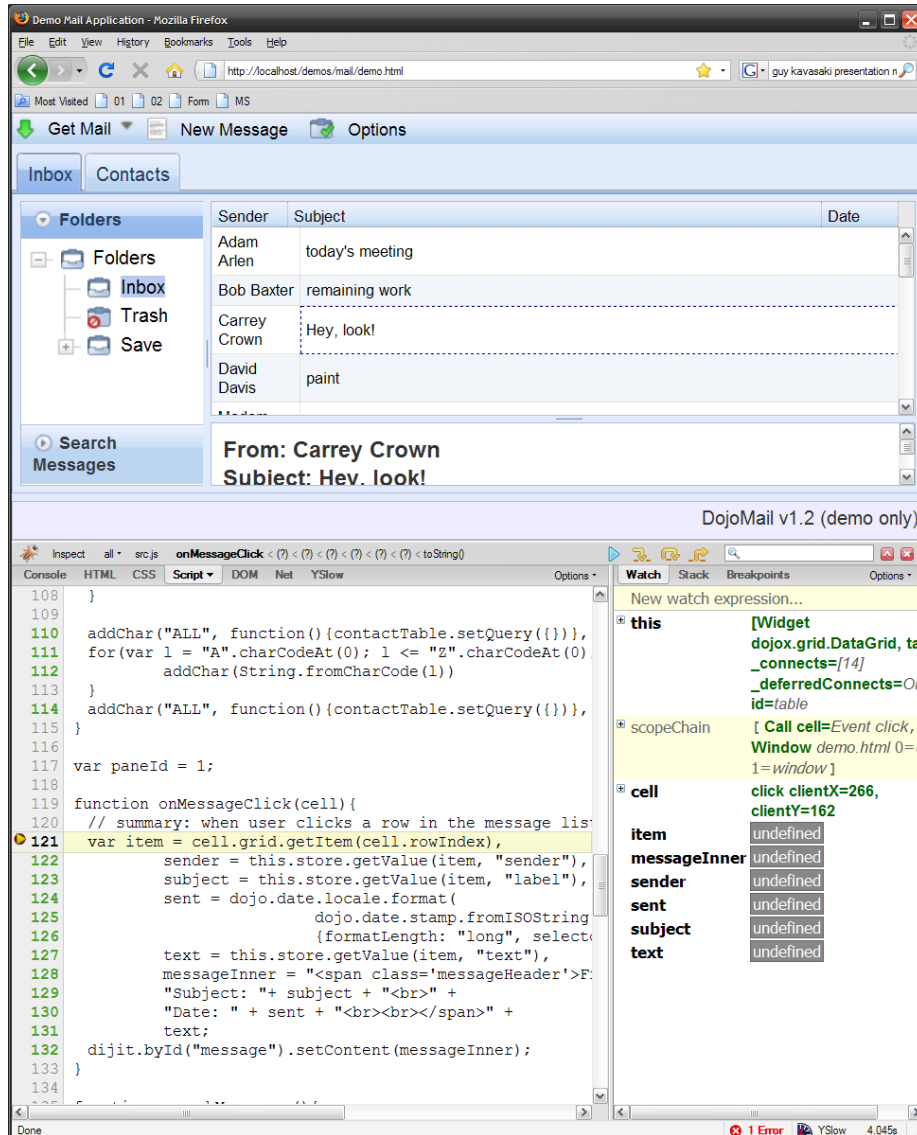 Demo Mail Application - Mozilla Firefox
File Edit View History Bookmarks Tools Help
http://localhost/demos/mail/demo.html
G guy kavasaki presentation
Most Visited 01 02 Form MS
Get Mail New Message Options
Inbox Contacts
Folders
Folders
Inbox
Trash
Save
Search
Messages
Sender Subject Date
Adam
Arlen today's meeting
Bob Baxter remaining work
Carrey
Crown Hey, look!
David
Davis paint
From: Carrey Crown
Subject: Hey, look!
DojoMail v1.2 (demo only)
Inspect all src.js onMessageClick < (?) < (?) < (?) < (?) < (?) < toString()
Console HTML CSS Script DOM Net YSlow Options
108 }
109
110 addChar("ALL", function(){contactTable.setQuery({})},
111 for(var l = "A".charCodeAt(0); l <= "Z".charCodeAt(0)
112 addChar(String.fromCharCode(l))
113 }
114 addChar("ALL", function(){contactTable.setQuery({})},
115 }
116
117 var paneId = 1;
118
119 function onMessageClick(cell){
120 // summary: when user clicks a row in the message lis
121 var item = cell.grid.getItem(cell.rowIndex),
122 sender = this.store.getValue(item, "sender"),
123 subject = this.store.getValue(item, "label"),
124 sent = dojo.date.locale.format(
125 dojo.date.stamp.fromISOString
126 {formatLength: "long", select
127 text = this.store.getValue(item, "text"),
128 messageInner = "<span class='messageHeader'>F
129 "Subject: "+ subject + "<br>" +
130 "Date: " + sent + "<br><br></span>" +
131 text;
132 dijit.byId("message").setContent(messageInner);
133 }
134
Watch Stack Breakpoints Options
New watch expression...
this [Widget
dojox.grid.DataGrid, ta
_connects=[14]
_deferredConnects=O
id=table
scopeChain [ Call cell=Event click,
Window demo.html 0=
1=window ]
cell click clientX=266,
clientY=162
item undefined
messageInner undefined
sender undefined
sent undefined
subject undefined
text undefined
Done
1 Error YSlow 4.045s